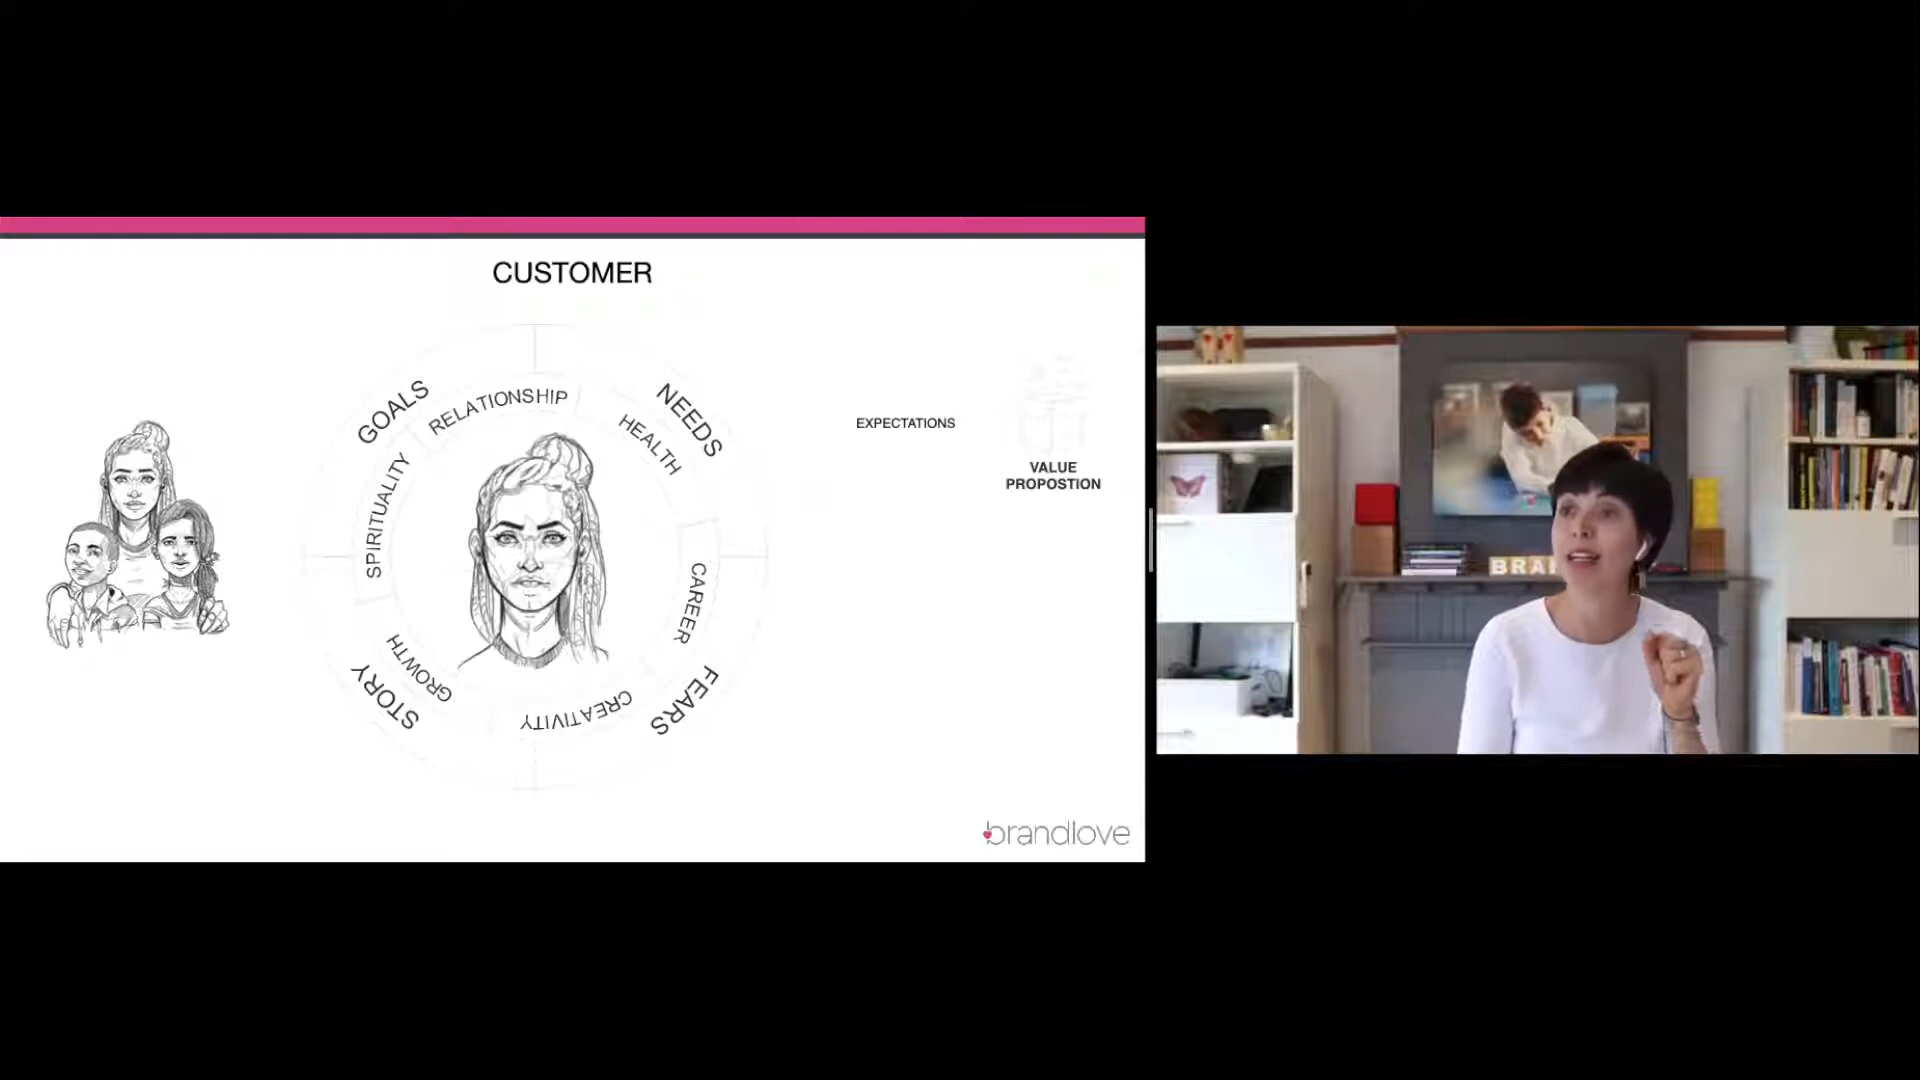 CUSTOMER
GOALS
NEEDS
RELATIONSHIP
HEALTH
SPIRITUALITY
CAREER
GROWTH
CREATIVITY
STORY
FEARS
EXPECTATIONS
VALUE
PROPOSTION
brandlove
BRA